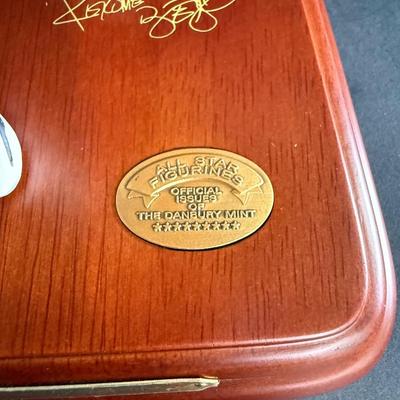 ALL STAR
FIGURINES
OFFICIAL
ISSUES
OF
THE DANBURY MINT